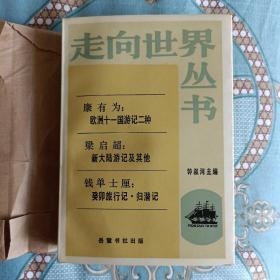 走向世界
丛书
康有为：
欧洲十一国游记二种
梁启超：
新大陆游记及其他
钱单士厘：
癸卯旅行记·归潜记
钟叔河主编
岳麓书社出版